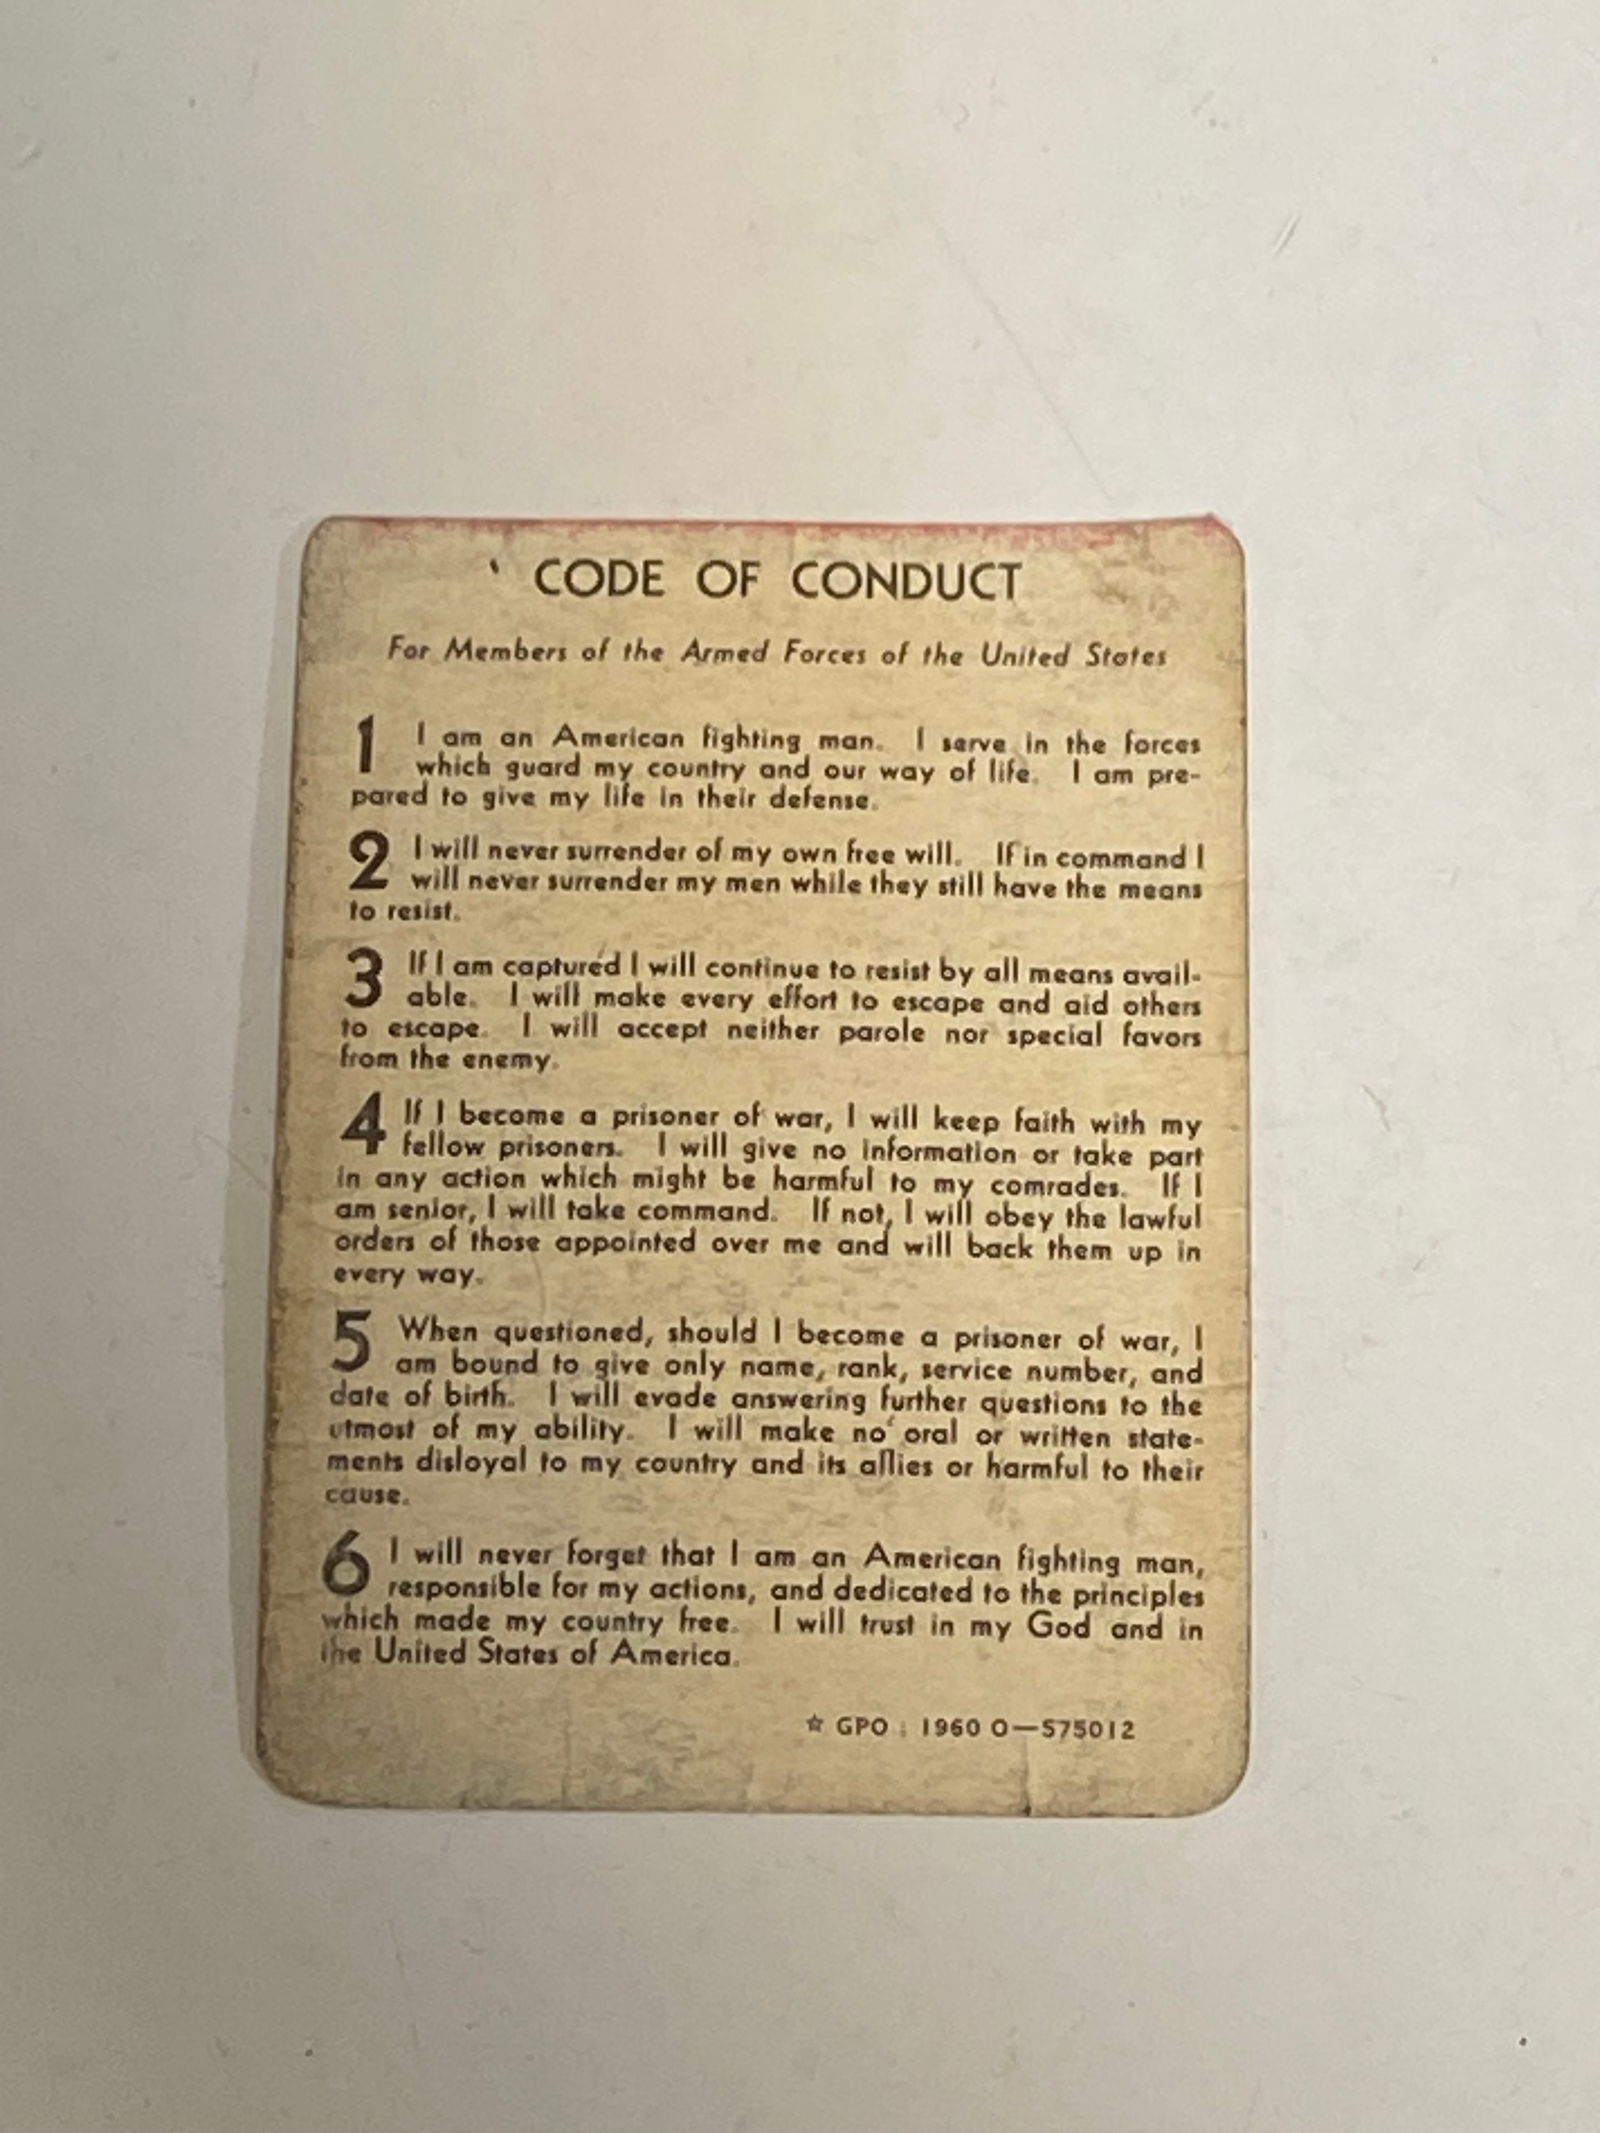 CODE OF CONDUCT
For Members of the Armed Forces of the United States
1 I am an American fighting man. I serve in the forces
which guard my country and our way of life. I am pre-
pared to give my life in their defense.
2 I will never surrender of my own free will. If in command I
will never surrender my men while they still have the means
to resist.
3 If I am captured I will continue to resist by all means avail-
able. I will make every effort to escape and aid others
to escape. I will accept neither parole nor special favors
from the enemy.
4 If I become a prisoner of war, I will keep faith with my
fellow prisoners. I will give no information or take part
in any action which might be harmful to my comrades. If I
am senior, I will take command. If not, I will obey the lawful
orders of those appointed over me and will back them up in
every way.
5 When questioned, should I become a prisoner of war, I
am bound to give only name, rank, service number, and
date of birth. I will evade answering further questions to the
utmost of my ability. I will make no oral or written state-
ments disloyal to my country and its allies or harmful to their
cause.
6 I will never forget that I am an American fighting man,
responsible for my actions, and dedicated to the principles
which made my country free. I will trust in my God and in
the United States of America.
☆ GPO : 1960 O—575012